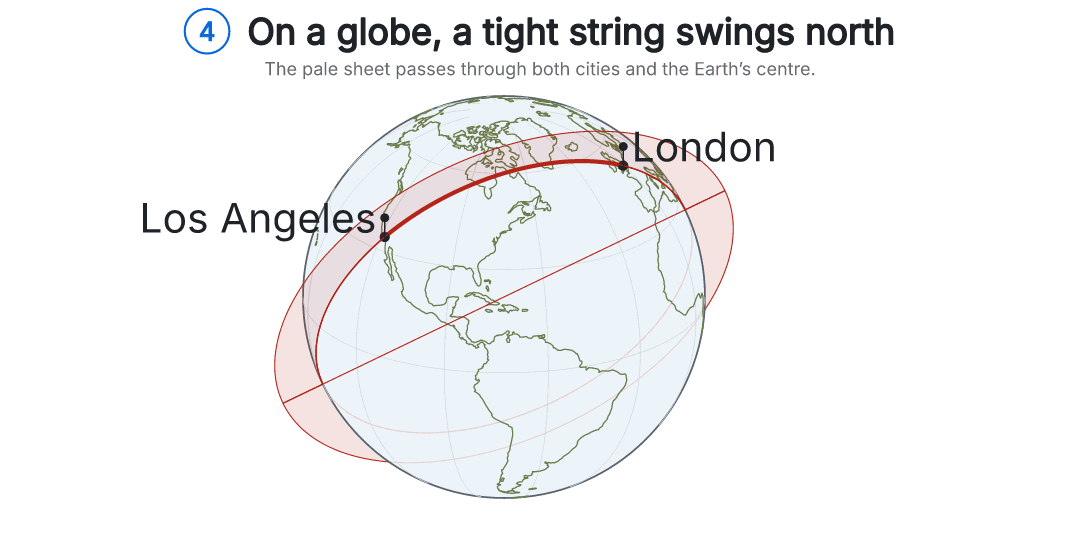 4 On a globe, a tight string swings north
The pale sheet passes through both cities and the Earth’s centre.
London
Los Angeles